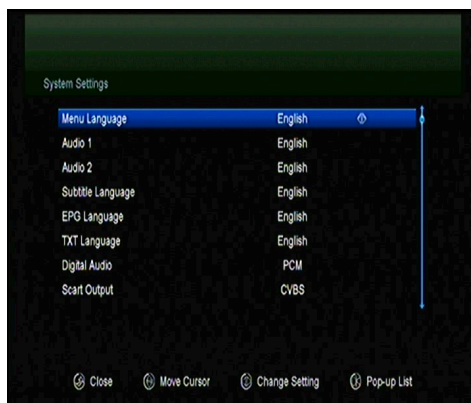 System Settings
Menu Language English
Audio 1 English
Audio 2 English
Subtitle Language English
EPG Language English
TXT Language English
Digital Audio PCM
Scart Output CVBS
Close Move Cursor Change Setting Pop-up List